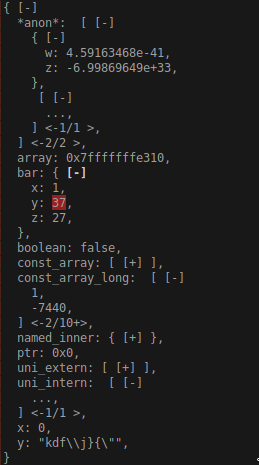 { [-]
*anon*:  [ [-]
{ [-]
w: 4.59163468e-41,
z: -6.99869649e+33,
},
[ [-]
...,
] <-1/1 >,
] <-2/2 >,
array: 0x7fffffffe310,
bar: { [-]
x: 1,
y: 37,
z: 27,
},
boolean: false,
const_array: [ [+] ],
const_array_long:  [ [-]
1,
-7440,
] <-2/10+>,
named_inner: { [+] },
ptr: 0x0,
uni_extern: [ [+] ],
uni_intern:  [ [-]
...,
] <-1/1 >,
x: 0,
y: "kdf\\j}{\"",
}